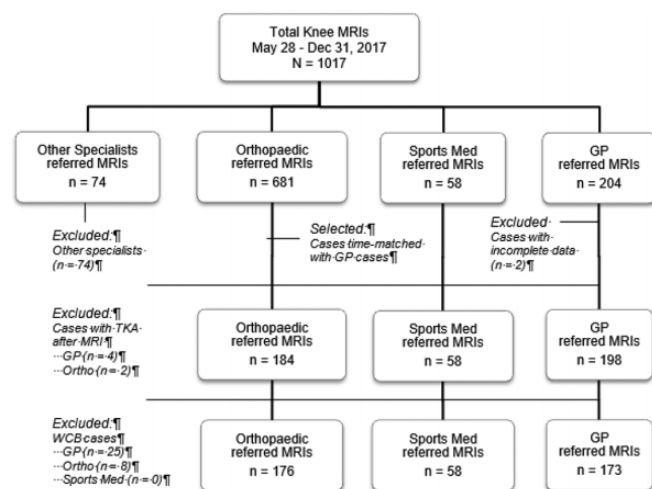 Total Knee MRIs
May 28 - Dec 31, 2017
N = 1017
Other Specialists
referred MRIs
n = 74
Orthopaedic
referred MRIs
n = 681
Sports Med
referred MRIs
n = 58
GP
referred MRIs
n = 204
Excluded:¶
Other specialists·
(n·=·74)¶
Selected:¶
Cases time-matched·
with GP cases¶
Excluded·
Cases with·
incomplete data·
(n·=·2)¶
Excluded:¶
Cases with TKA·
after MRI¶
···GP (n·=·4)¶
···Ortho (n·=·2)¶
Orthopaedic
referred MRIs
n = 184
Sports Med
referred MRIs
n = 58
GP
referred MRIs
n = 198
Excluded:¶
WCB cases¶
···GP (n·=·25)¶
···Ortho (n·=·8)¶
···Sports Med (n·=·0)¶
Orthopaedic
referred MRIs
n = 176
Sports Med
referred MRIs
n = 58
GP
referred MRIs
n = 173